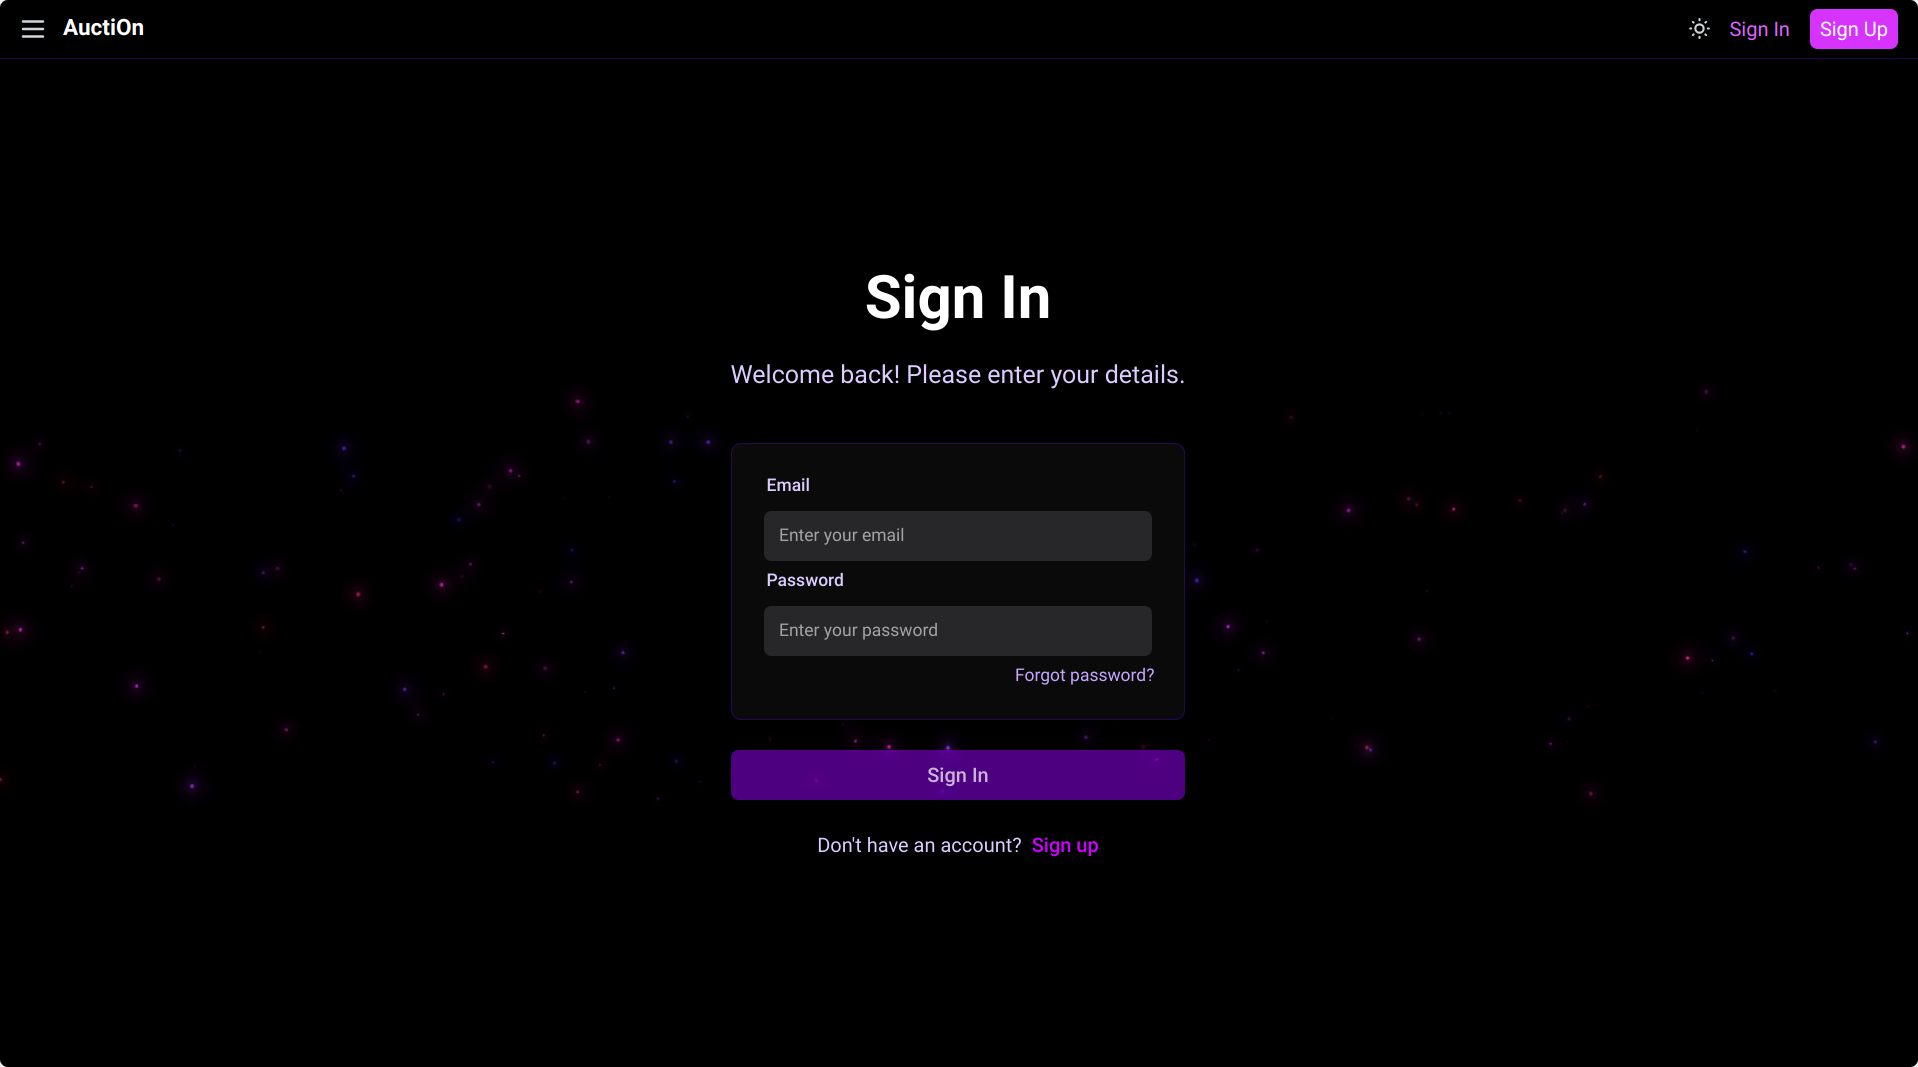 AuctiOn
Sign In
Sign Up
Sign In
Welcome back! Please enter your details.
Email
Enter your email
Password
Enter your password
Forgot password?
Sign In
Don't have an account? Sign up